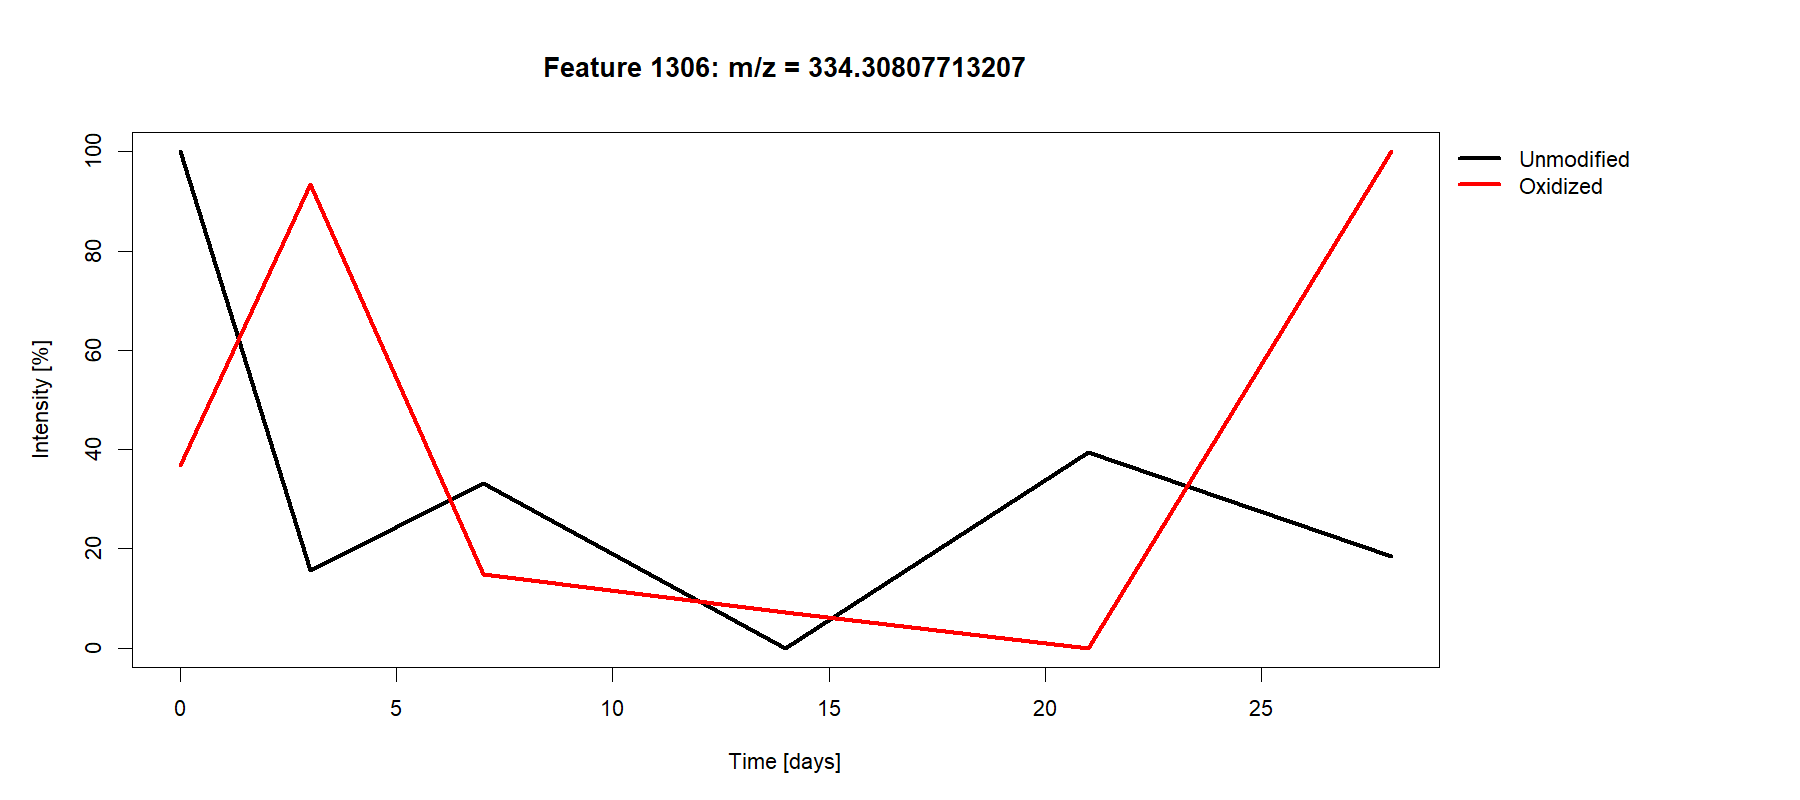 Feature 1306: m/z = 334.30807713207
Unmodified
Oxidized
Intensity [%]
100
80
60
40
20
0
0 5 10 15 20 25
Time [days]